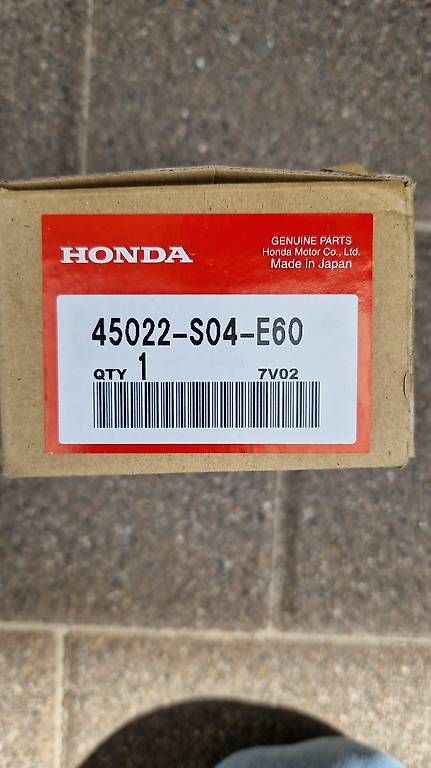 HONDA
GENUINE PARTS
Honda Motor Co., Ltd.
Made in Japan
45022-S04-E60
QTY 1 7V02